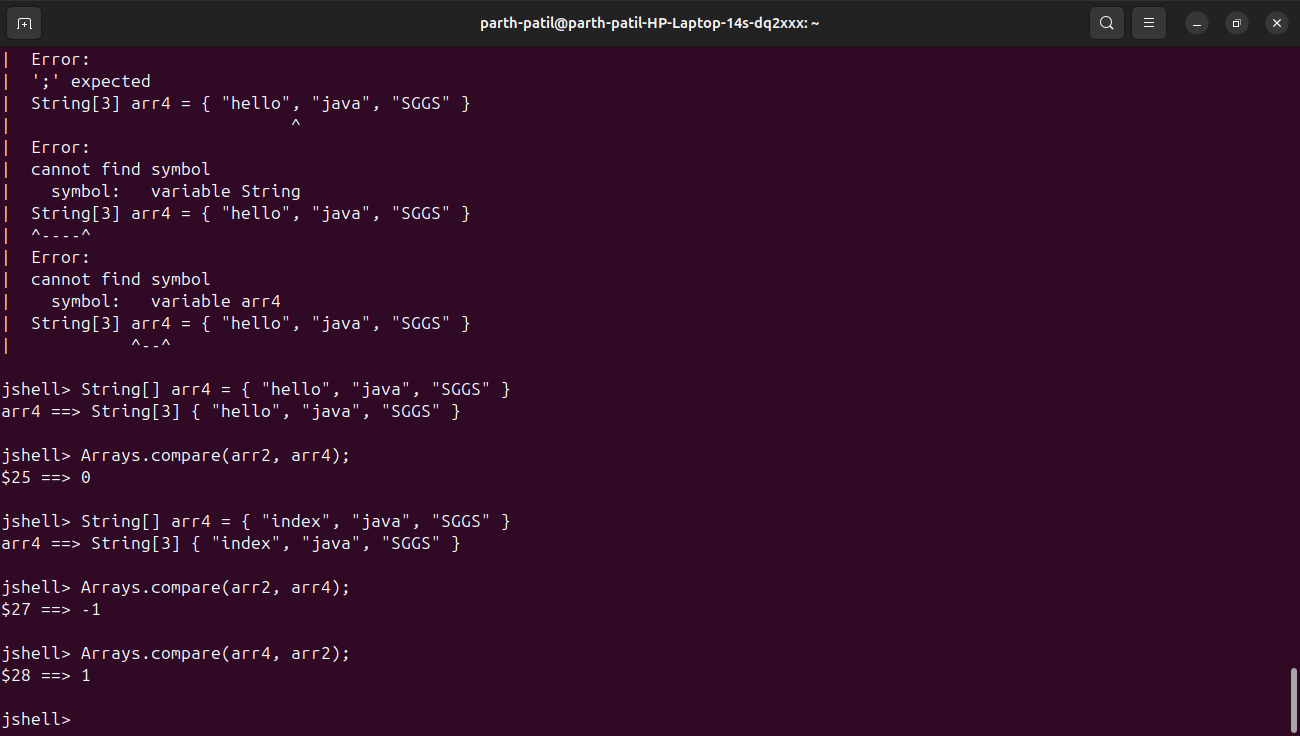 parth-patil@parth-patil-HP-Laptop-14s-dq2xxx: ~
|  Error:
|  ';' expected
|  String[3] arr4 = { "hello", "java", "SGGS" }
|                            ^
|  Error:
|  cannot find symbol
|    symbol:   variable String
|  String[3] arr4 = { "hello", "java", "SGGS" }
|  ^----^
|  Error:
|  cannot find symbol
|    symbol:   variable arr4
|  String[3] arr4 = { "hello", "java", "SGGS" }
|            ^--^
jshell> String[] arr4 = { "hello", "java", "SGGS" }
arr4 ==> String[3] { "hello", "java", "SGGS" }
jshell> Arrays.compare(arr2, arr4);
$25 ==> 0
jshell> String[] arr4 = { "index", "java", "SGGS" }
arr4 ==> String[3] { "index", "java", "SGGS" }
jshell> Arrays.compare(arr2, arr4);
$27 ==> -1
jshell> Arrays.compare(arr4, arr2);
$28 ==> 1
jshell>